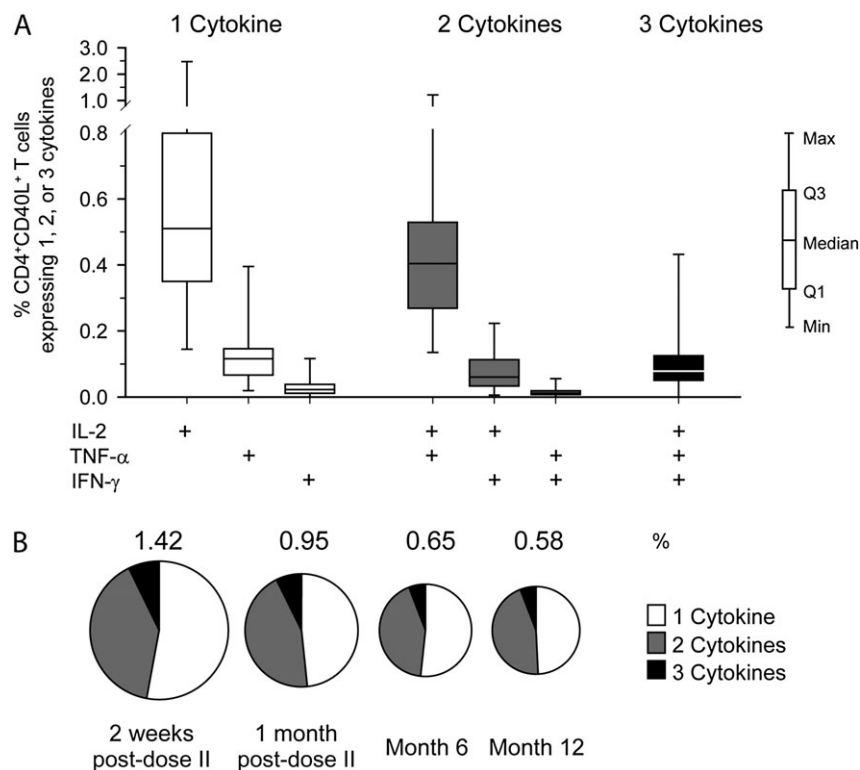 A
1 Cytokine 2 Cytokines 3 Cytokines
% CD4⁺CD40L⁺ T cells
expressing 1, 2, or 3 cytokines
3.0
2.0
1.0
0.8
0.6
0.4
0.2
0.0
Max
Q3
Median
Q1
Min
IL-2 + + + +
TNF-α + + + +
IFN-γ + + + +
B
1.42 0.95 0.65 0.58 %
1 Cytokine
2 Cytokines
3 Cytokines
2 weeks
post-dose II
1 month
post-dose II
Month 6
Month 12